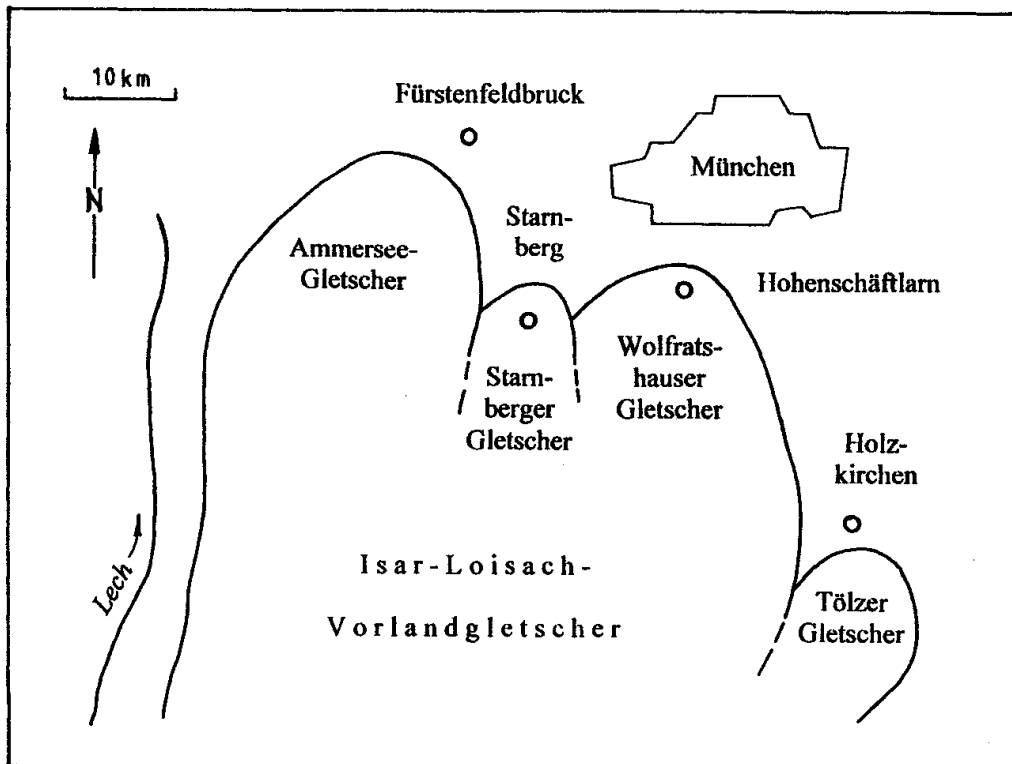 10 km
Fürstenfeldbruck
München
N
Starn-
berg
Ammersee-
Gletscher
Hohenschäftlarn
Wolfrats-
hauser
Gletscher
Starn-
berger
Gletscher
Holz-
kirchen
Lech
Isar-Loisach-
Vorlandgletscher
Tölzer
Gletscher